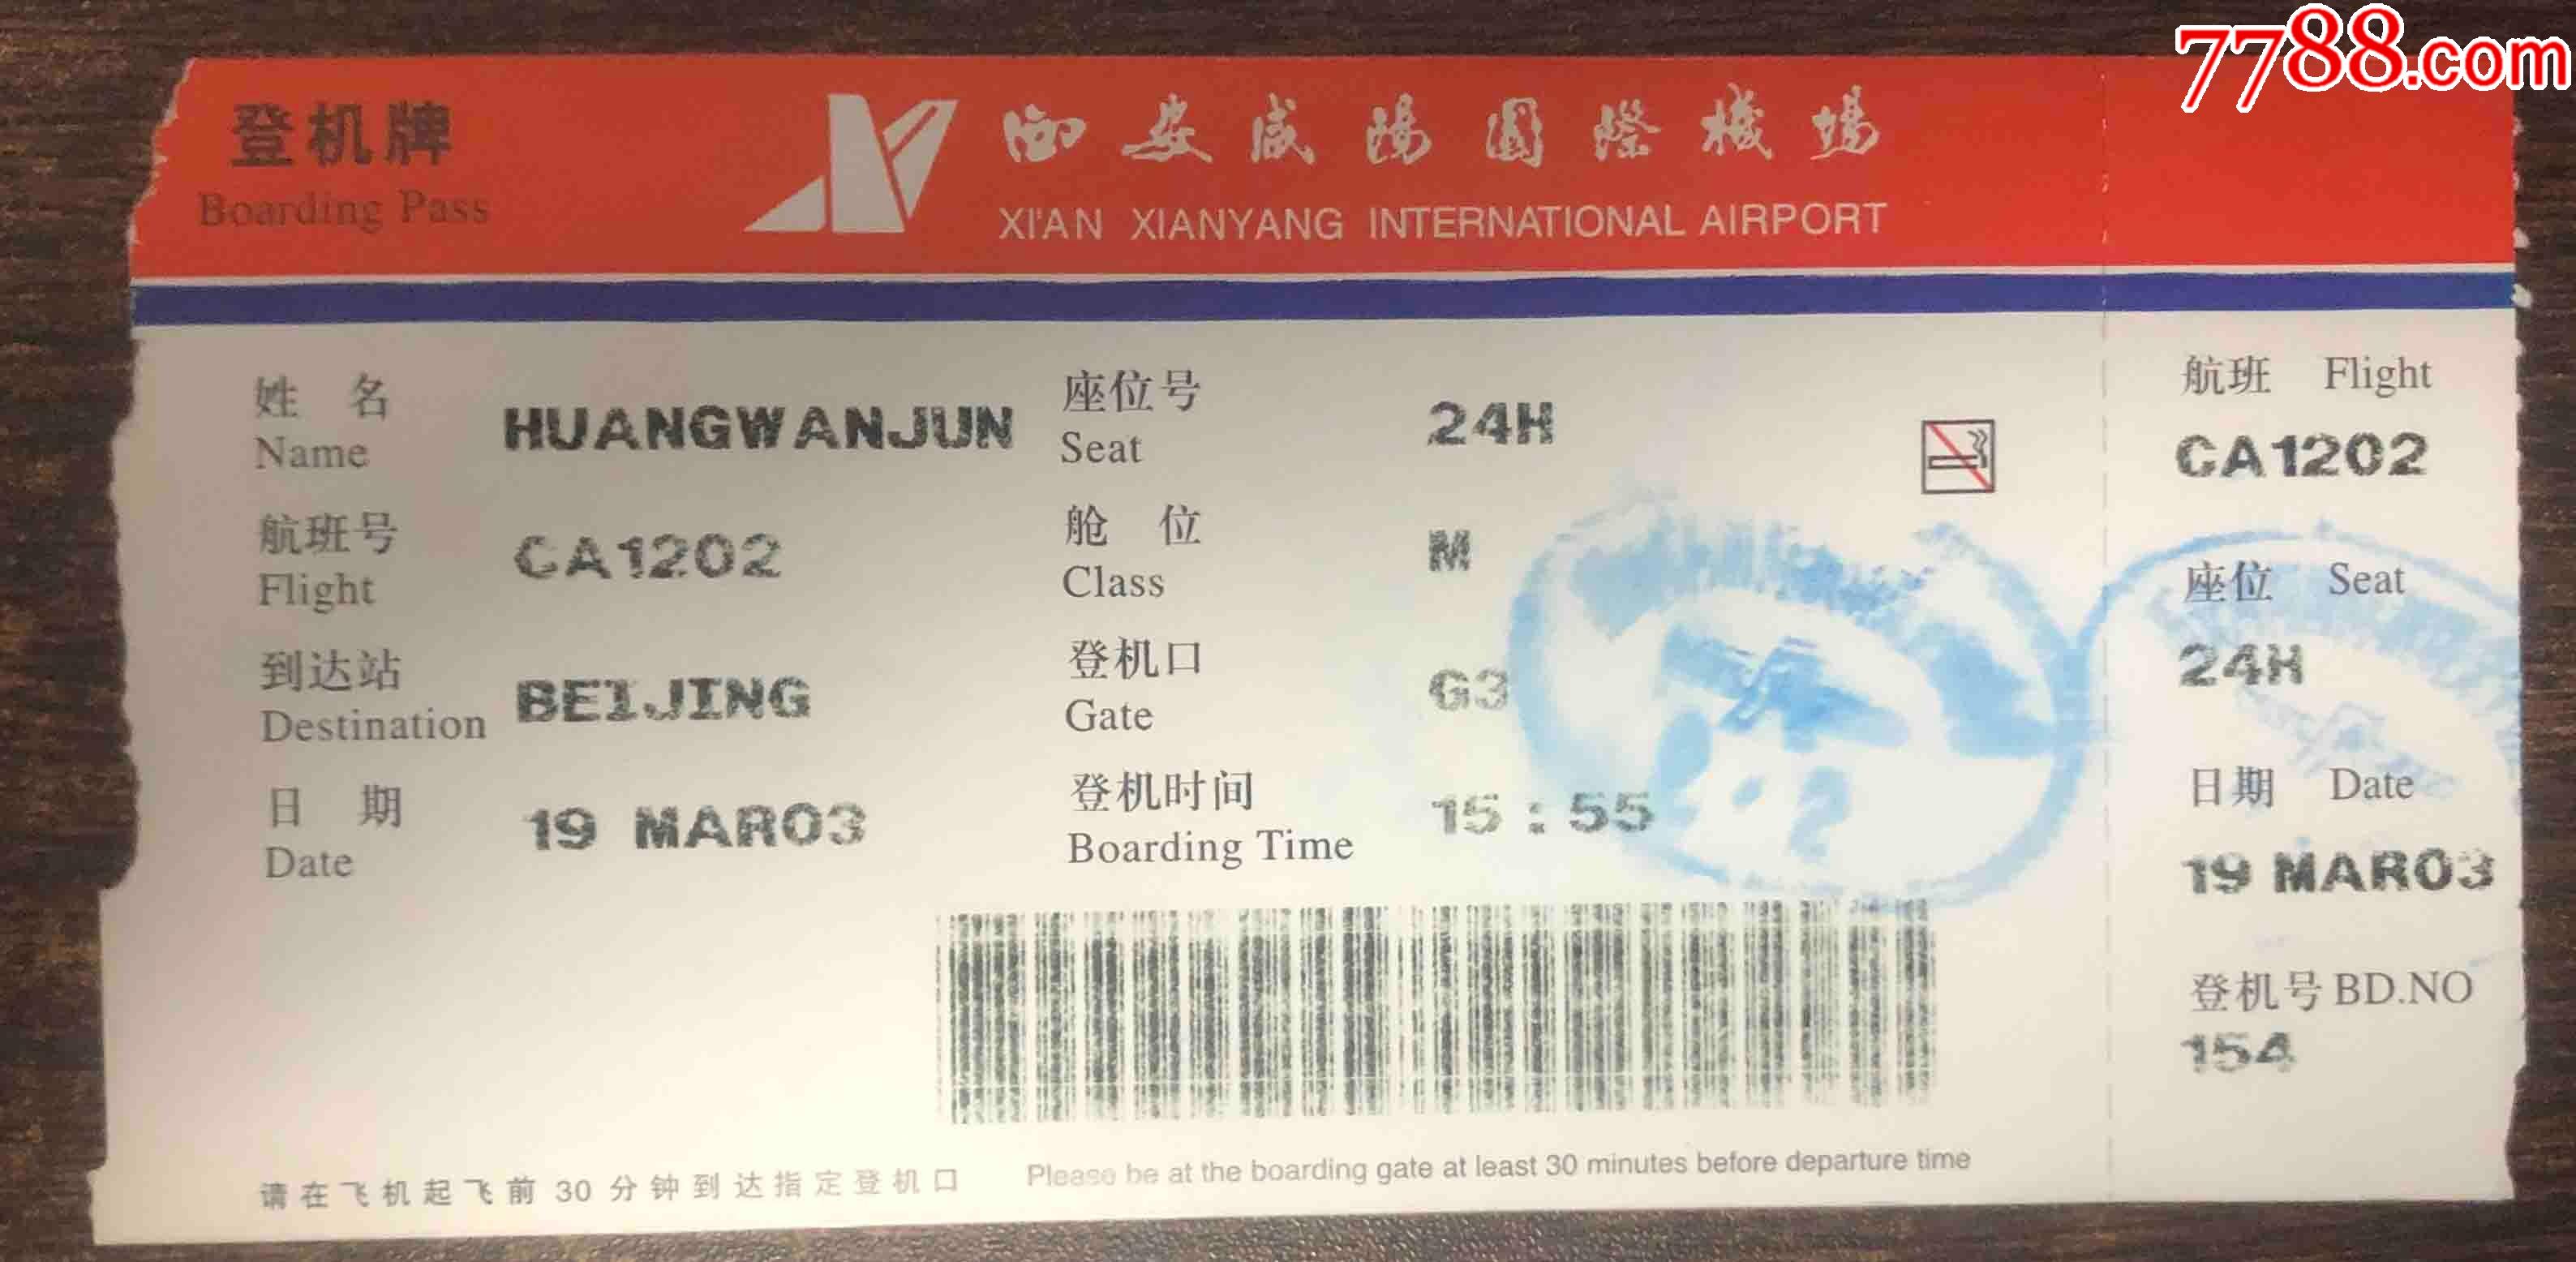 7788.com
登机牌
Boarding Pass
西安咸陽國際機場
XI'AN XIANYANG INTERNATIONAL AIRPORT
姓 名
Name
HUANGWANJUN
座位号
Seat
24H
航班号
Flight
CA1202
舱 位
Class
M
到达站
Destination
BEIJING
登机口
Gate
G3
日 期
Date
19 MAR03
登机时间
Boarding Time
15:55
请在飞机起飞前30分钟到达指定登机口
Please be at the boarding gate at least 30 minutes before departure time
航班 Flight
CA1202
座位 Seat
24H
日期 Date
19 MAR03
登机号 BD.NO
154